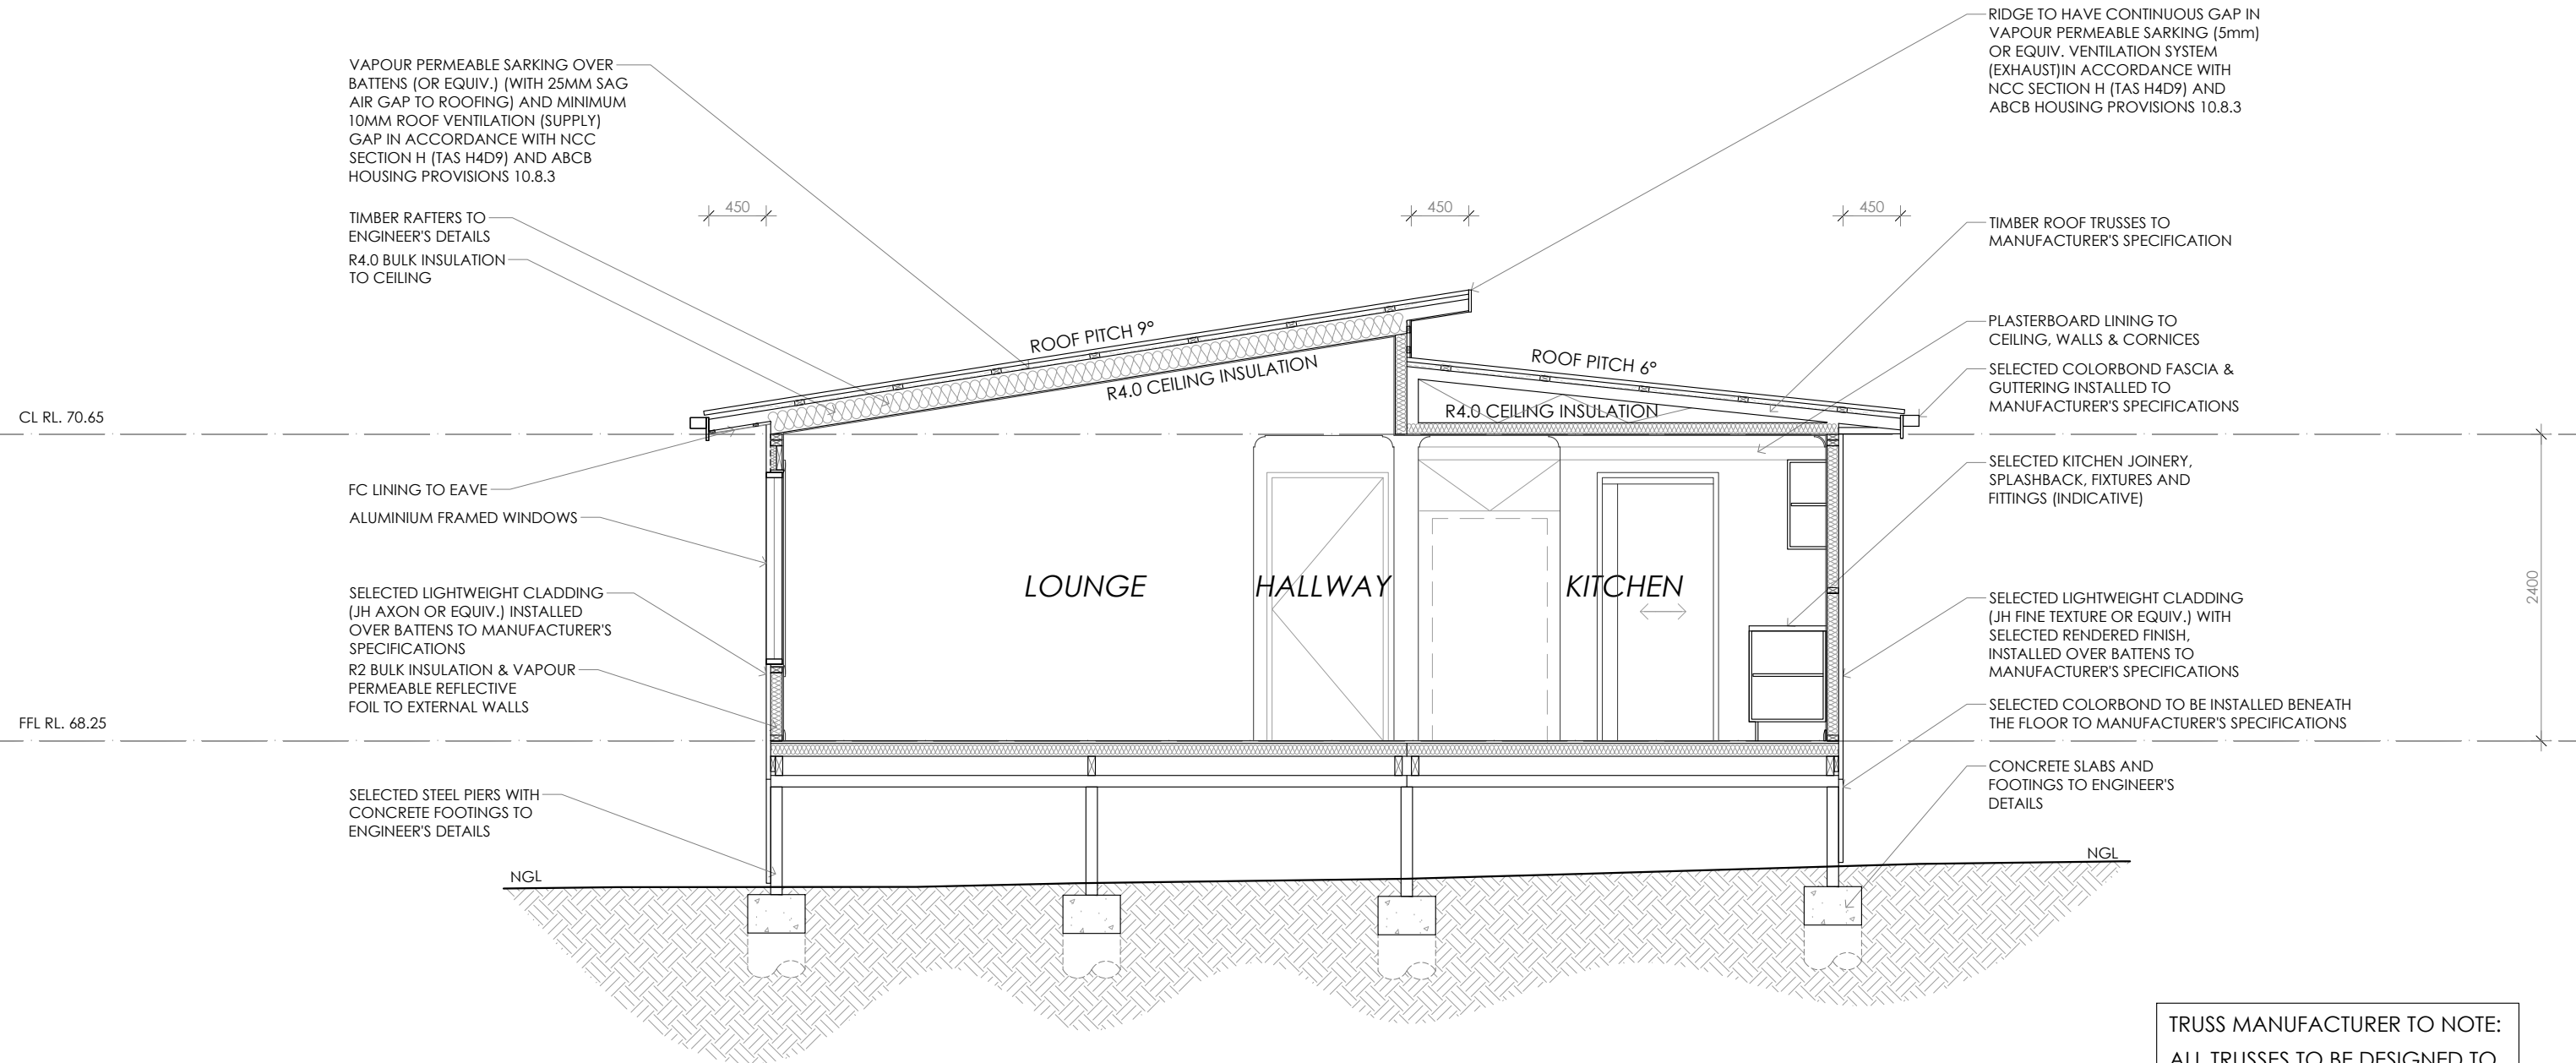 VAPOUR PERMEABLE SARKING OVER
BATTENS (OR EQUIV.) (WITH 25MM SAG
AIR GAP TO ROOFING) AND MINIMUM
10MM ROOF VENTILATION (SUPPLY)
GAP IN ACCORDANCE WITH NCC
SECTION H (TAS H4D9) AND ABCB
HOUSING PROVISIONS 10.8.3
TIMBER RAFTERS TO
ENGINEER'S DETAILS
R4.0 BULK INSULATION
TO CEILING
CL RL. 70.65
FC LINING TO EAVE
ALUMINIUM FRAMED WINDOWS
SELECTED LIGHTWEIGHT CLADDING
(JH AXON OR EQUIV.) INSTALLED
OVER BATTENS TO MANUFACTURER'S
SPECIFICATIONS
R2 BULK INSULATION & VAPOUR
PERMEABLE REFLECTIVE
FOIL TO EXTERNAL WALLS
FFL RL. 68.25
SELECTED STEEL PIERS WITH
CONCRETE FOOTINGS TO
ENGINEER'S DETAILS
NGL
450
450
450
ROOF PITCH 9°
R4.0 CEILING INSULATION
ROOF PITCH 6°
R4.0 CEILING INSULATION
LOUNGE
HALLWAY
KITCHEN
RIDGE TO HAVE CONTINUOUS GAP IN
VAPOUR PERMEABLE SARKING (5mm)
OR EQUIV. VENTILATION SYSTEM
(EXHAUST)IN ACCORDANCE WITH
NCC SECTION H (TAS H4D9) AND
ABCB HOUSING PROVISIONS 10.8.3
TIMBER ROOF TRUSSES TO
MANUFACTURER'S SPECIFICATION
PLASTERBOARD LINING TO
CEILING, WALLS & CORNICES
SELECTED COLORBOND FASCIA &
GUTTERING INSTALLED TO
MANUFACTURER'S SPECIFICATIONS
SELECTED KITCHEN JOINERY,
SPLASHBACK, FIXTURES AND
FITTINGS (INDICATIVE)
2400
SELECTED LIGHTWEIGHT CLADDING
(JH FINE TEXTURE OR EQUIV.) WITH
SELECTED RENDERED FINISH,
INSTALLED OVER BATTENS TO
MANUFACTURER'S SPECIFICATIONS
SELECTED COLORBOND TO BE INSTALLED BENEATH
THE FLOOR TO MANUFACTURER'S SPECIFICATIONS
CONCRETE SLABS AND
FOOTINGS TO ENGINEER'S
DETAILS
NGL
TRUSS MANUFACTURER TO NOTE:
ALL TRUSSES TO BE DESIGNED TO